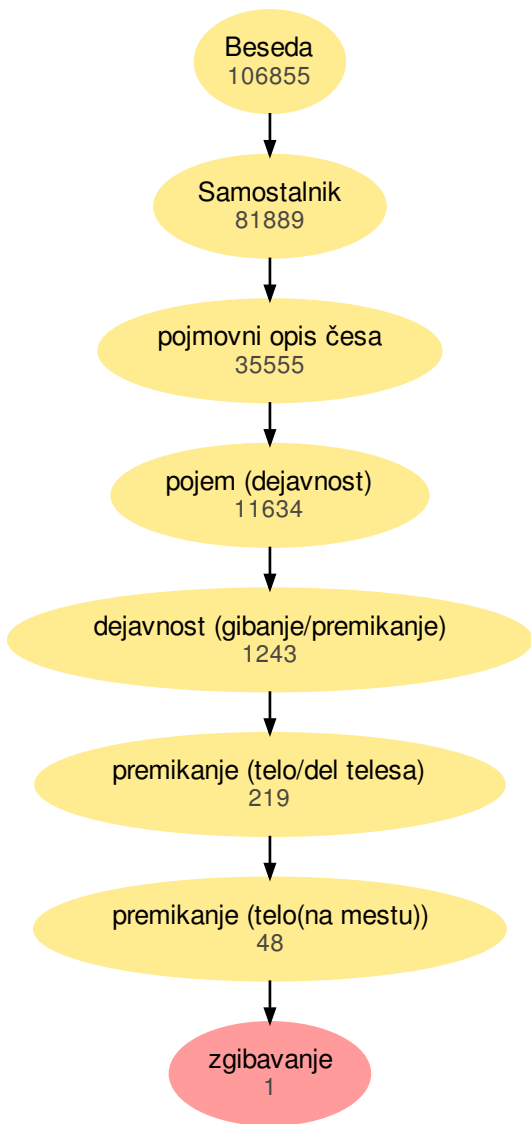 Beseda
106855
Samostalnik
81889
pojmovni opis česa
35555
pojem (dejavnost)
11634
dejavnost (gibanje/premikanje)
1243
premikanje (telo/del telesa)
219
premikanje (telo(na mestu))
48
zgibavanje
1